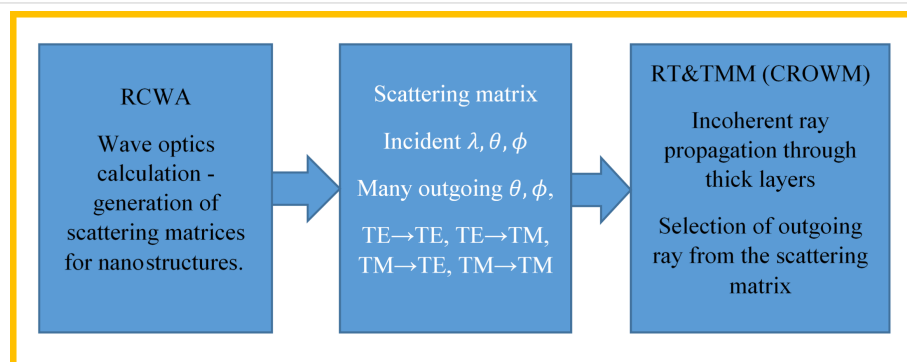 RCWA
Wave optics
calculation -
generation of
scattering matrices
for nanostructures.
Scattering matrix
Incident λ, θ, ϕ
Many outgoing θ, ϕ,
TE→TE, TE→TM,
TM→TE, TM→TM
RT&TMM (CROWM)
Incoherent ray
propagation through
thick layers
Selection of outgoing
ray from the scattering
matrix